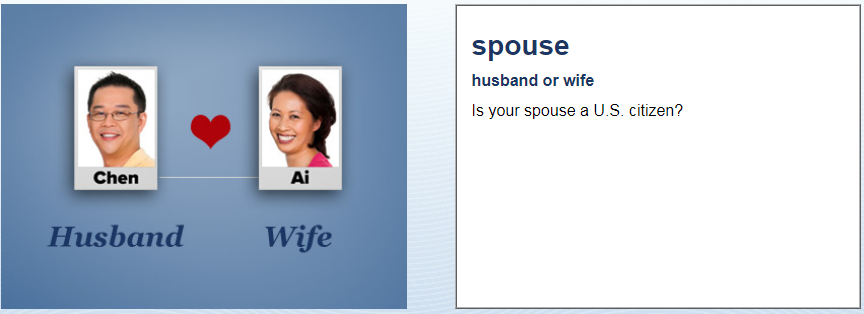 Chen
Ai
Husband
Wife
spouse
husband or wife
Is your spouse a U.S. citizen?